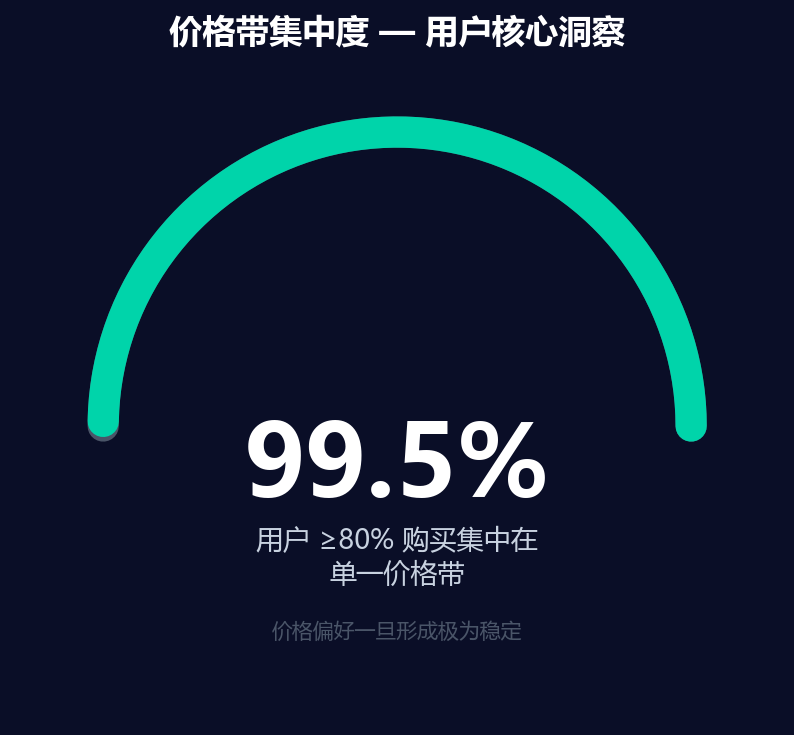 价格带集中度 — 用户核心洞察
99.5%
用户 ≥80% 购买集中在
单一价格带
价格偏好一旦形成极为稳定